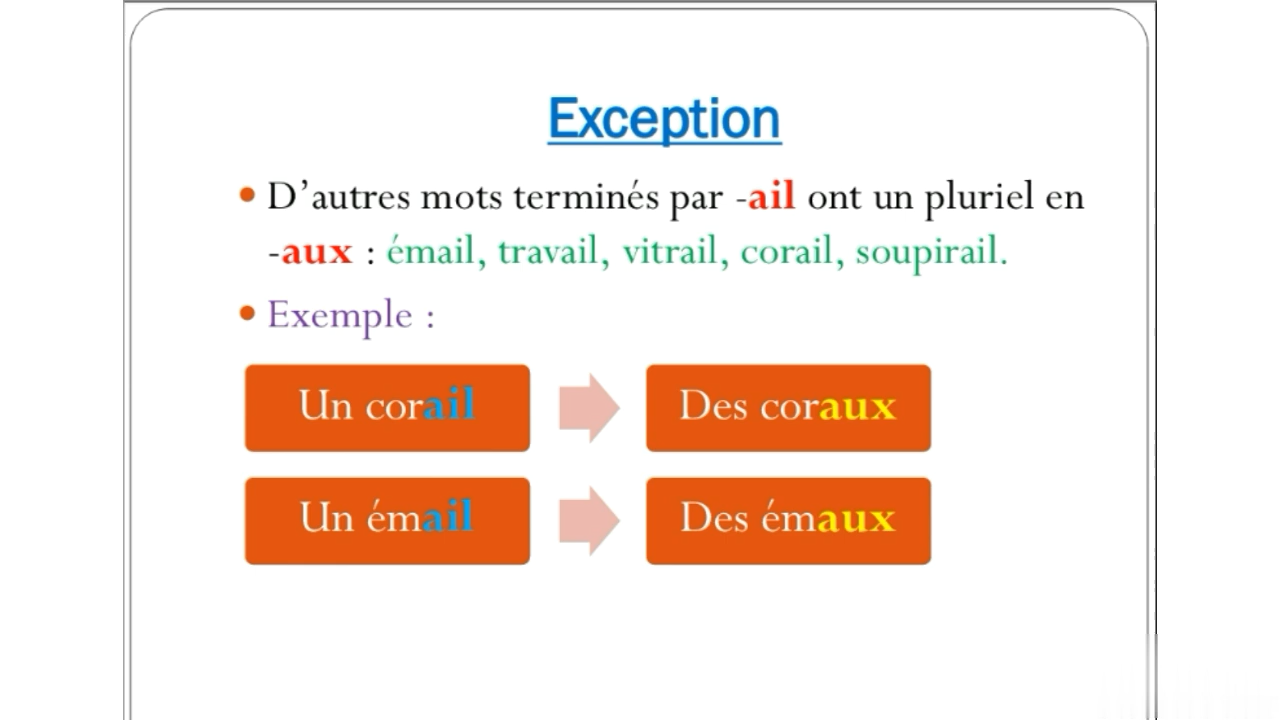 Exception
• D’autres mots terminés par -ail ont un pluriel en
-aux : émail, travail, vitrail, corail, soupirail.
• Exemple :
Un corail
Des coraux
Un émail
Des émaux